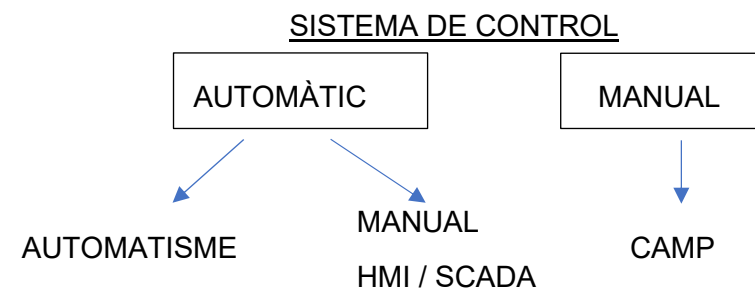 SISTEMA DE CONTROL
AUTOMÀTIC
MANUAL
AUTOMATISME
MANUAL
HMI / SCADA
CAMP